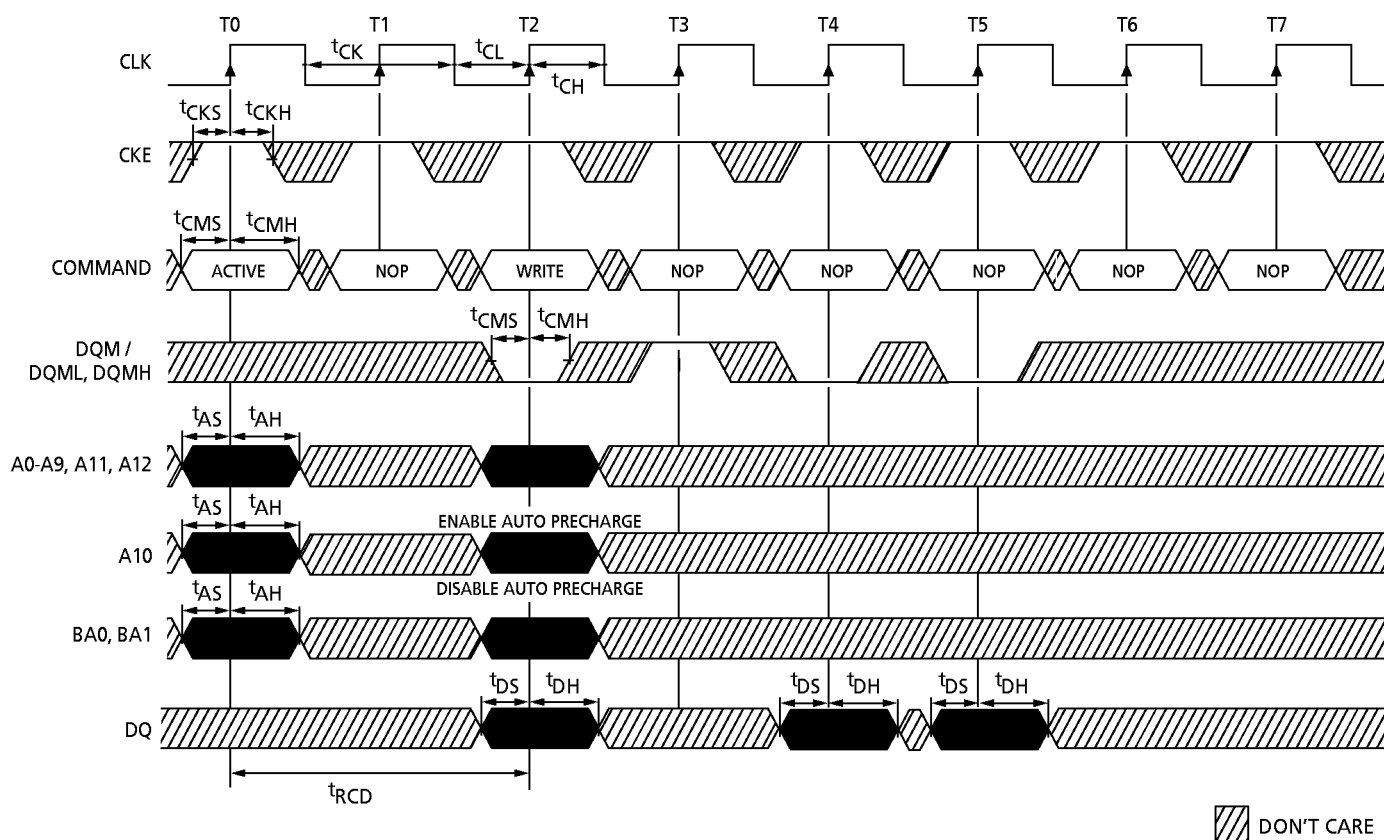 T0 T1 T2 T3 T4 T5 T6 T7
CLK
tCK tCL
tCH
tCKS tCKH
CKE
tCMS tCMH
COMMAND ACTIVE NOP WRITE NOP NOP NOP NOP NOP
tCMS tCMH
DQM /
DQML, DQMH
tAS tAH
A0-A9, A11, A12
tAS tAH
ENABLE AUTO PRECHARGE
A10
DISABLE AUTO PRECHARGE
tAS tAH
BA0, BA1
tDS tDH tDS tDH tDS tDH
DQ
tRCD
DON'T CARE